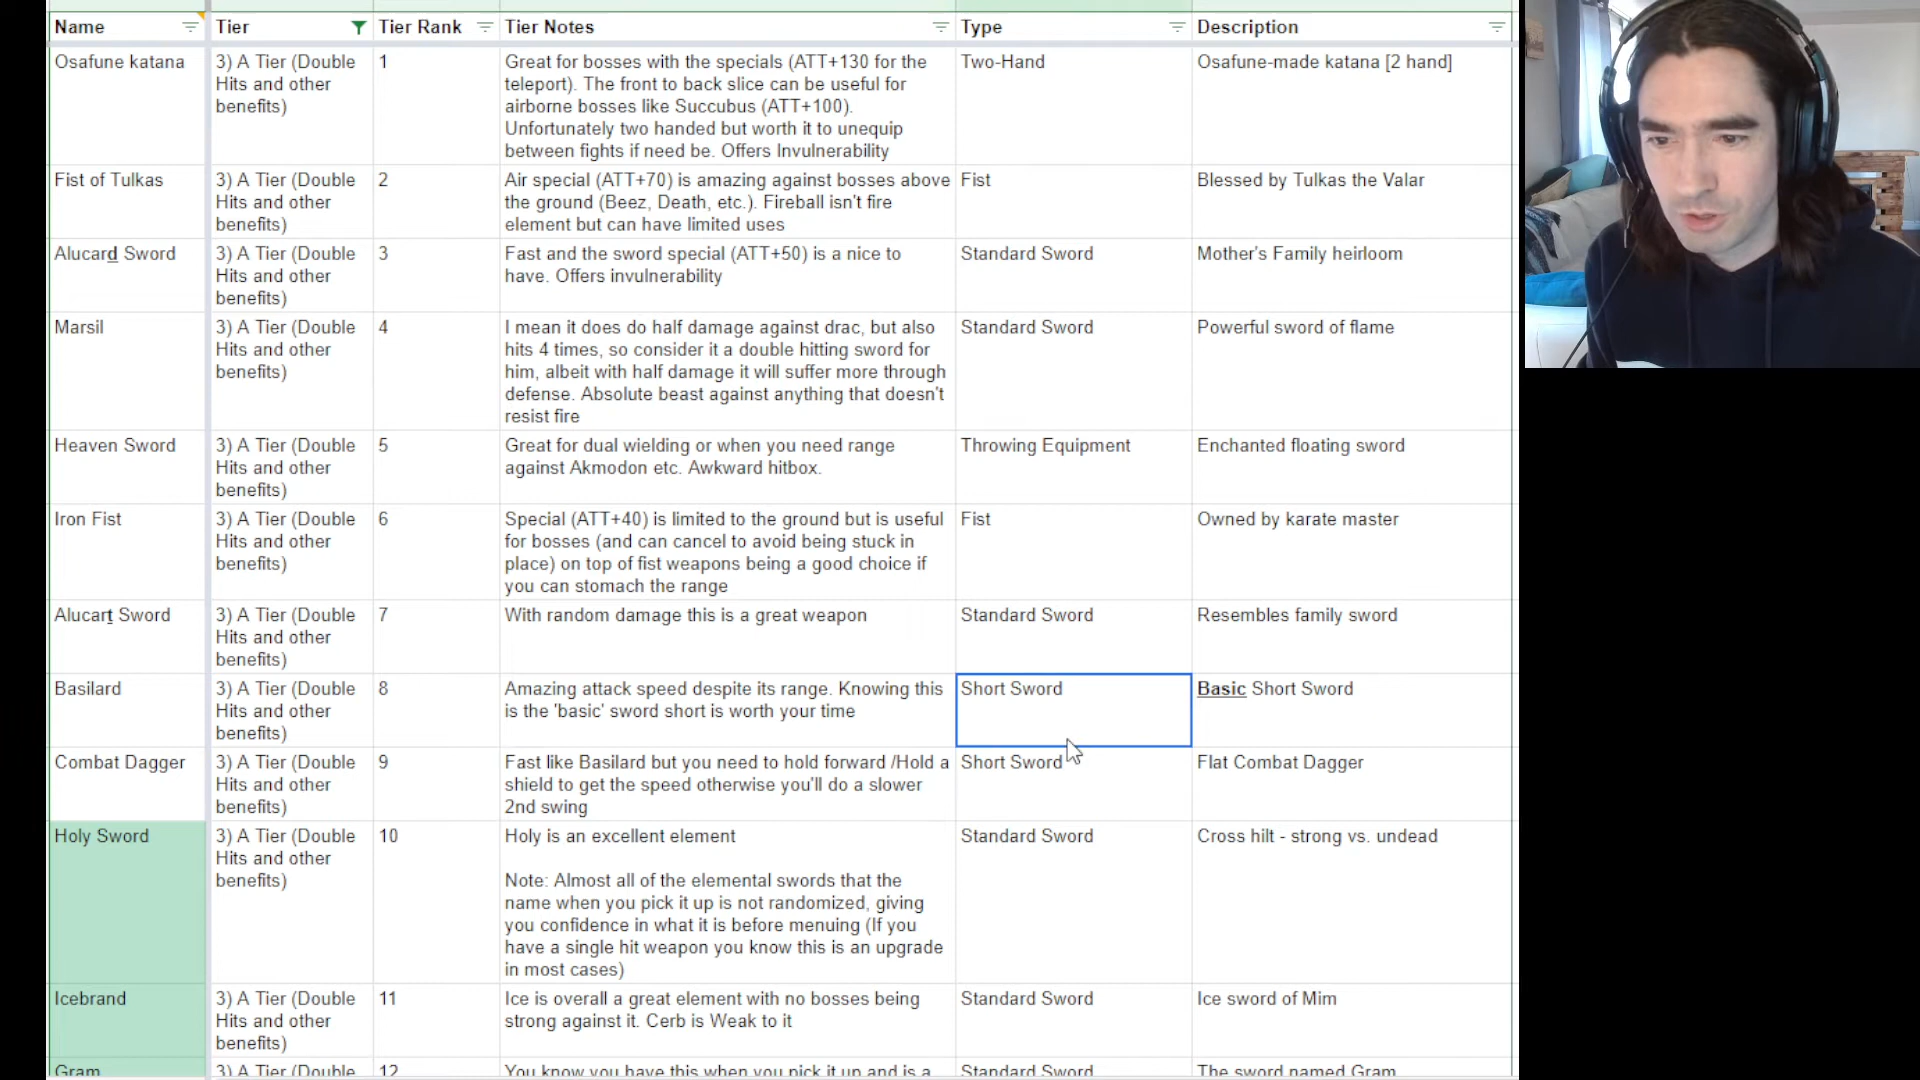 Name Tier Tier Rank Tier Notes Type Description
Osafune katana 3) A Tier (Double 1 Great for bosses with the specials (ATT+130 for the Two-Hand Osafune-made katana [2 hand]
Hits and other teleport). The front to back slice can be useful for
benefits) airborne bosses like Succubus (ATT+100).
Unfortunately two handed but worth it to unequip
between fights if need be. Offers Invulnerability
Fist of Tulkas 3) A Tier (Double 2 Air special (ATT+70) is amazing against bosses above Fist Blessed by Tulkas the Valar
Hits and other the ground (Beez, Death, etc.). Fireball isn't fire
benefits) element but can have limited uses
Alucard Sword 3) A Tier (Double 3 Fast and the sword special (ATT+50) is a nice to Standard Sword Mother's Family heirloom
Hits and other have. Offers invulnerability
benefits)
Marsil 3) A Tier (Double 4 I mean it does do half damage against drac, but also Standard Sword Powerful sword of flame
Hits and other hits 4 times, so consider it a double hitting sword for
benefits) him, albeit with half damage it will suffer more through
defense. Absolute beast against anything that doesn't
resist fire
Heaven Sword 3) A Tier (Double 5 Great for dual wielding or when you need range Throwing Equipment Enchanted floating sword
Hits and other against Akmodon etc. Awkward hitbox.
benefits)
Iron Fist 3) A Tier (Double 6 Special (ATT+40) is limited to the ground but is useful Fist Owned by karate master
Hits and other for bosses (and can cancel to avoid being stuck in
benefits) place) on top of fist weapons being a good choice if
you can stomach the range
Alucart Sword 3) A Tier (Double 7 With random damage this is a great weapon Standard Sword Resembles family sword
Hits and other
benefits)
Basilard 3) A Tier (Double 8 Amazing attack speed despite its range. Knowing this Short Sword Basic Short Sword
Hits and other is the 'basic' sword short is worth your time
benefits)
Combat Dagger 3) A Tier (Double 9 Fast like Basilard but you need to hold forward /Hold a Short Sword Flat Combat Dagger
Hits and other shield to get the speed otherwise you'll do a slower
benefits) 2nd swing
Holy Sword 3) A Tier (Double 10 Holy is an excellent element Standard Sword Cross hilt - strong vs. undead
Hits and other
benefits) Note: Almost all of the elemental swords that the
name when you pick it up is not randomized, giving
you confidence in what it is before menuing (If you
have a single hit weapon you know this is an upgrade
in most cases)
Icebrand 3) A Tier (Double 11 Ice is overall a great element with no bosses being Standard Sword Ice sword of Mim
Hits and other strong against it. Cerb is Weak to it
benefits)
Gram 3) A Tier (Double 12 You know you have this when you pick it up and is a Standard Sword The sword named Gram